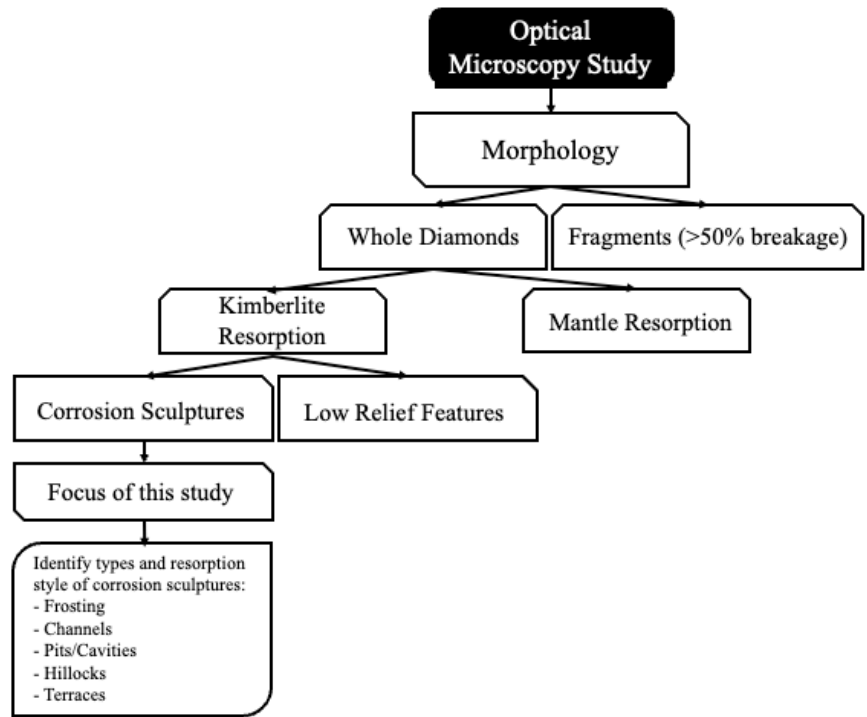 Optical
Microscopy Study
Morphology
Whole Diamonds
Fragments (>50% breakage)
Kimberlite
Resorption
Mantle Resorption
Corrosion Sculptures
Low Relief Features
Focus of this study
Identify types and resorption
style of corrosion sculptures:
- Frosting
- Channels
- Pits/Cavities
- Hillocks
- Terraces